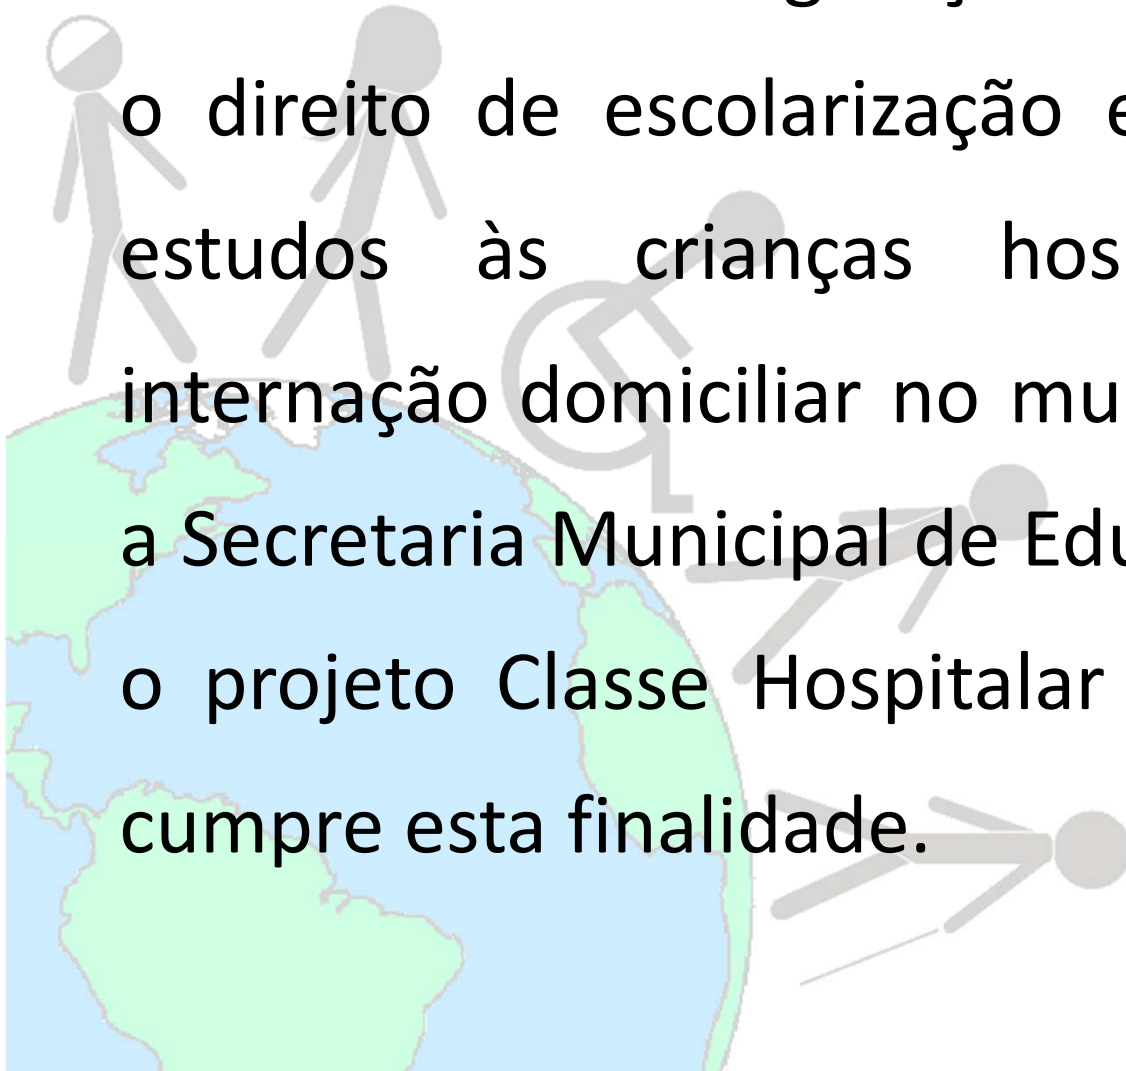 o direito de escolarização e
estudos às crianças hos
internação domiciliar no mu
a Secretaria Municipal de Edu
o projeto Classe Hospitalar
cumpre esta finalidade.